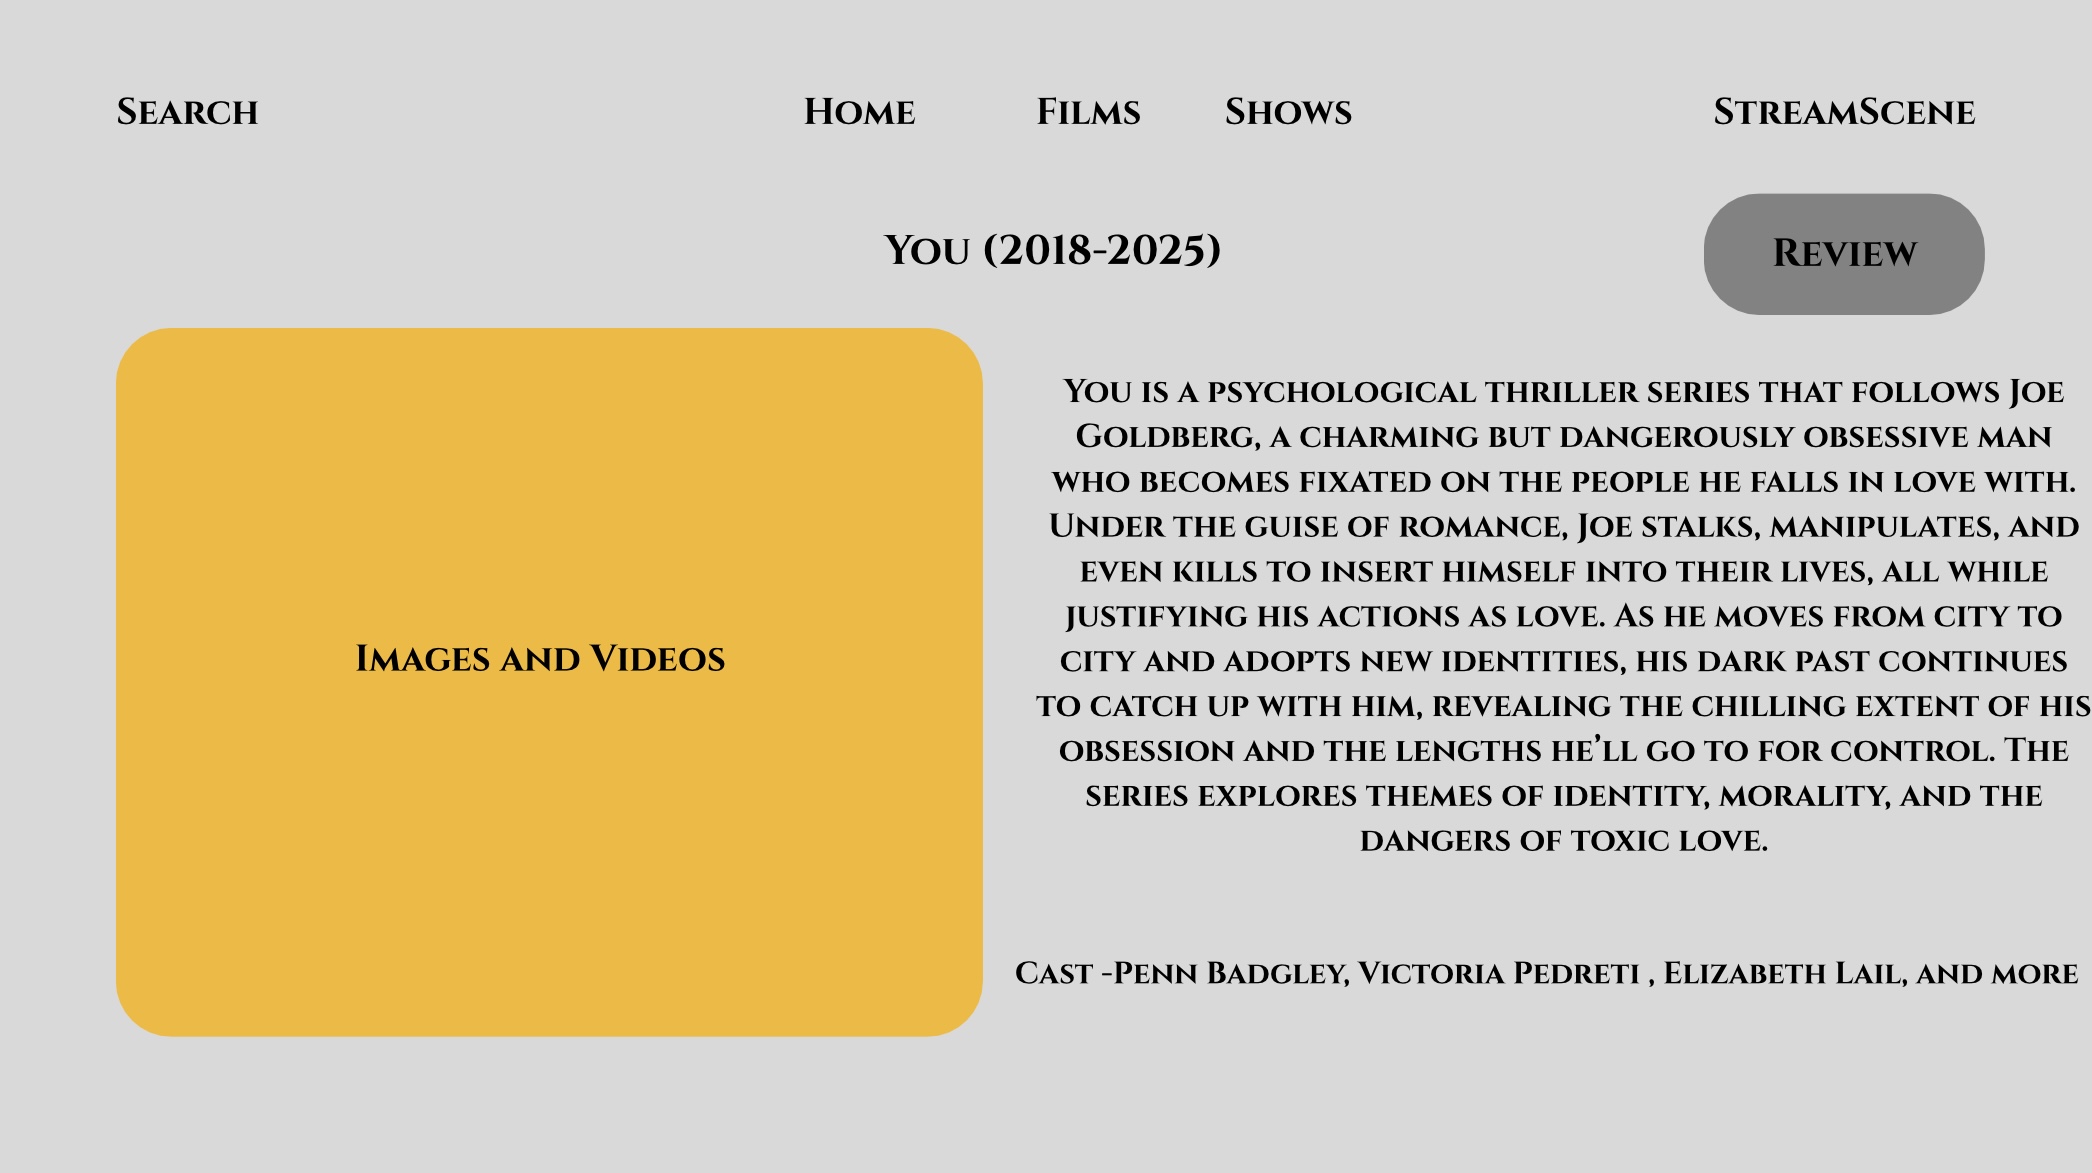 Search
Home
Films
Shows
StreamScene
You (2018-2025)
Review
Images and Videos
You is a psychological thriller series that follows Joe
Goldberg, a charming but dangerously obsessive man
who becomes fixated on the people he falls in love with.
Under the guise of romance, Joe stalks, manipulates, and
even kills to insert himself into their lives, all while
justifying his actions as love. As he moves from city to
city and adopts new identities, his dark past continues
to catch up with him, revealing the chilling extent of his
obsession and the lengths he’ll go to for control. The
series explores themes of identity, morality, and the
dangers of toxic love.
Cast -Penn Badgley, Victoria Pedreti , Elizabeth Lail, and more